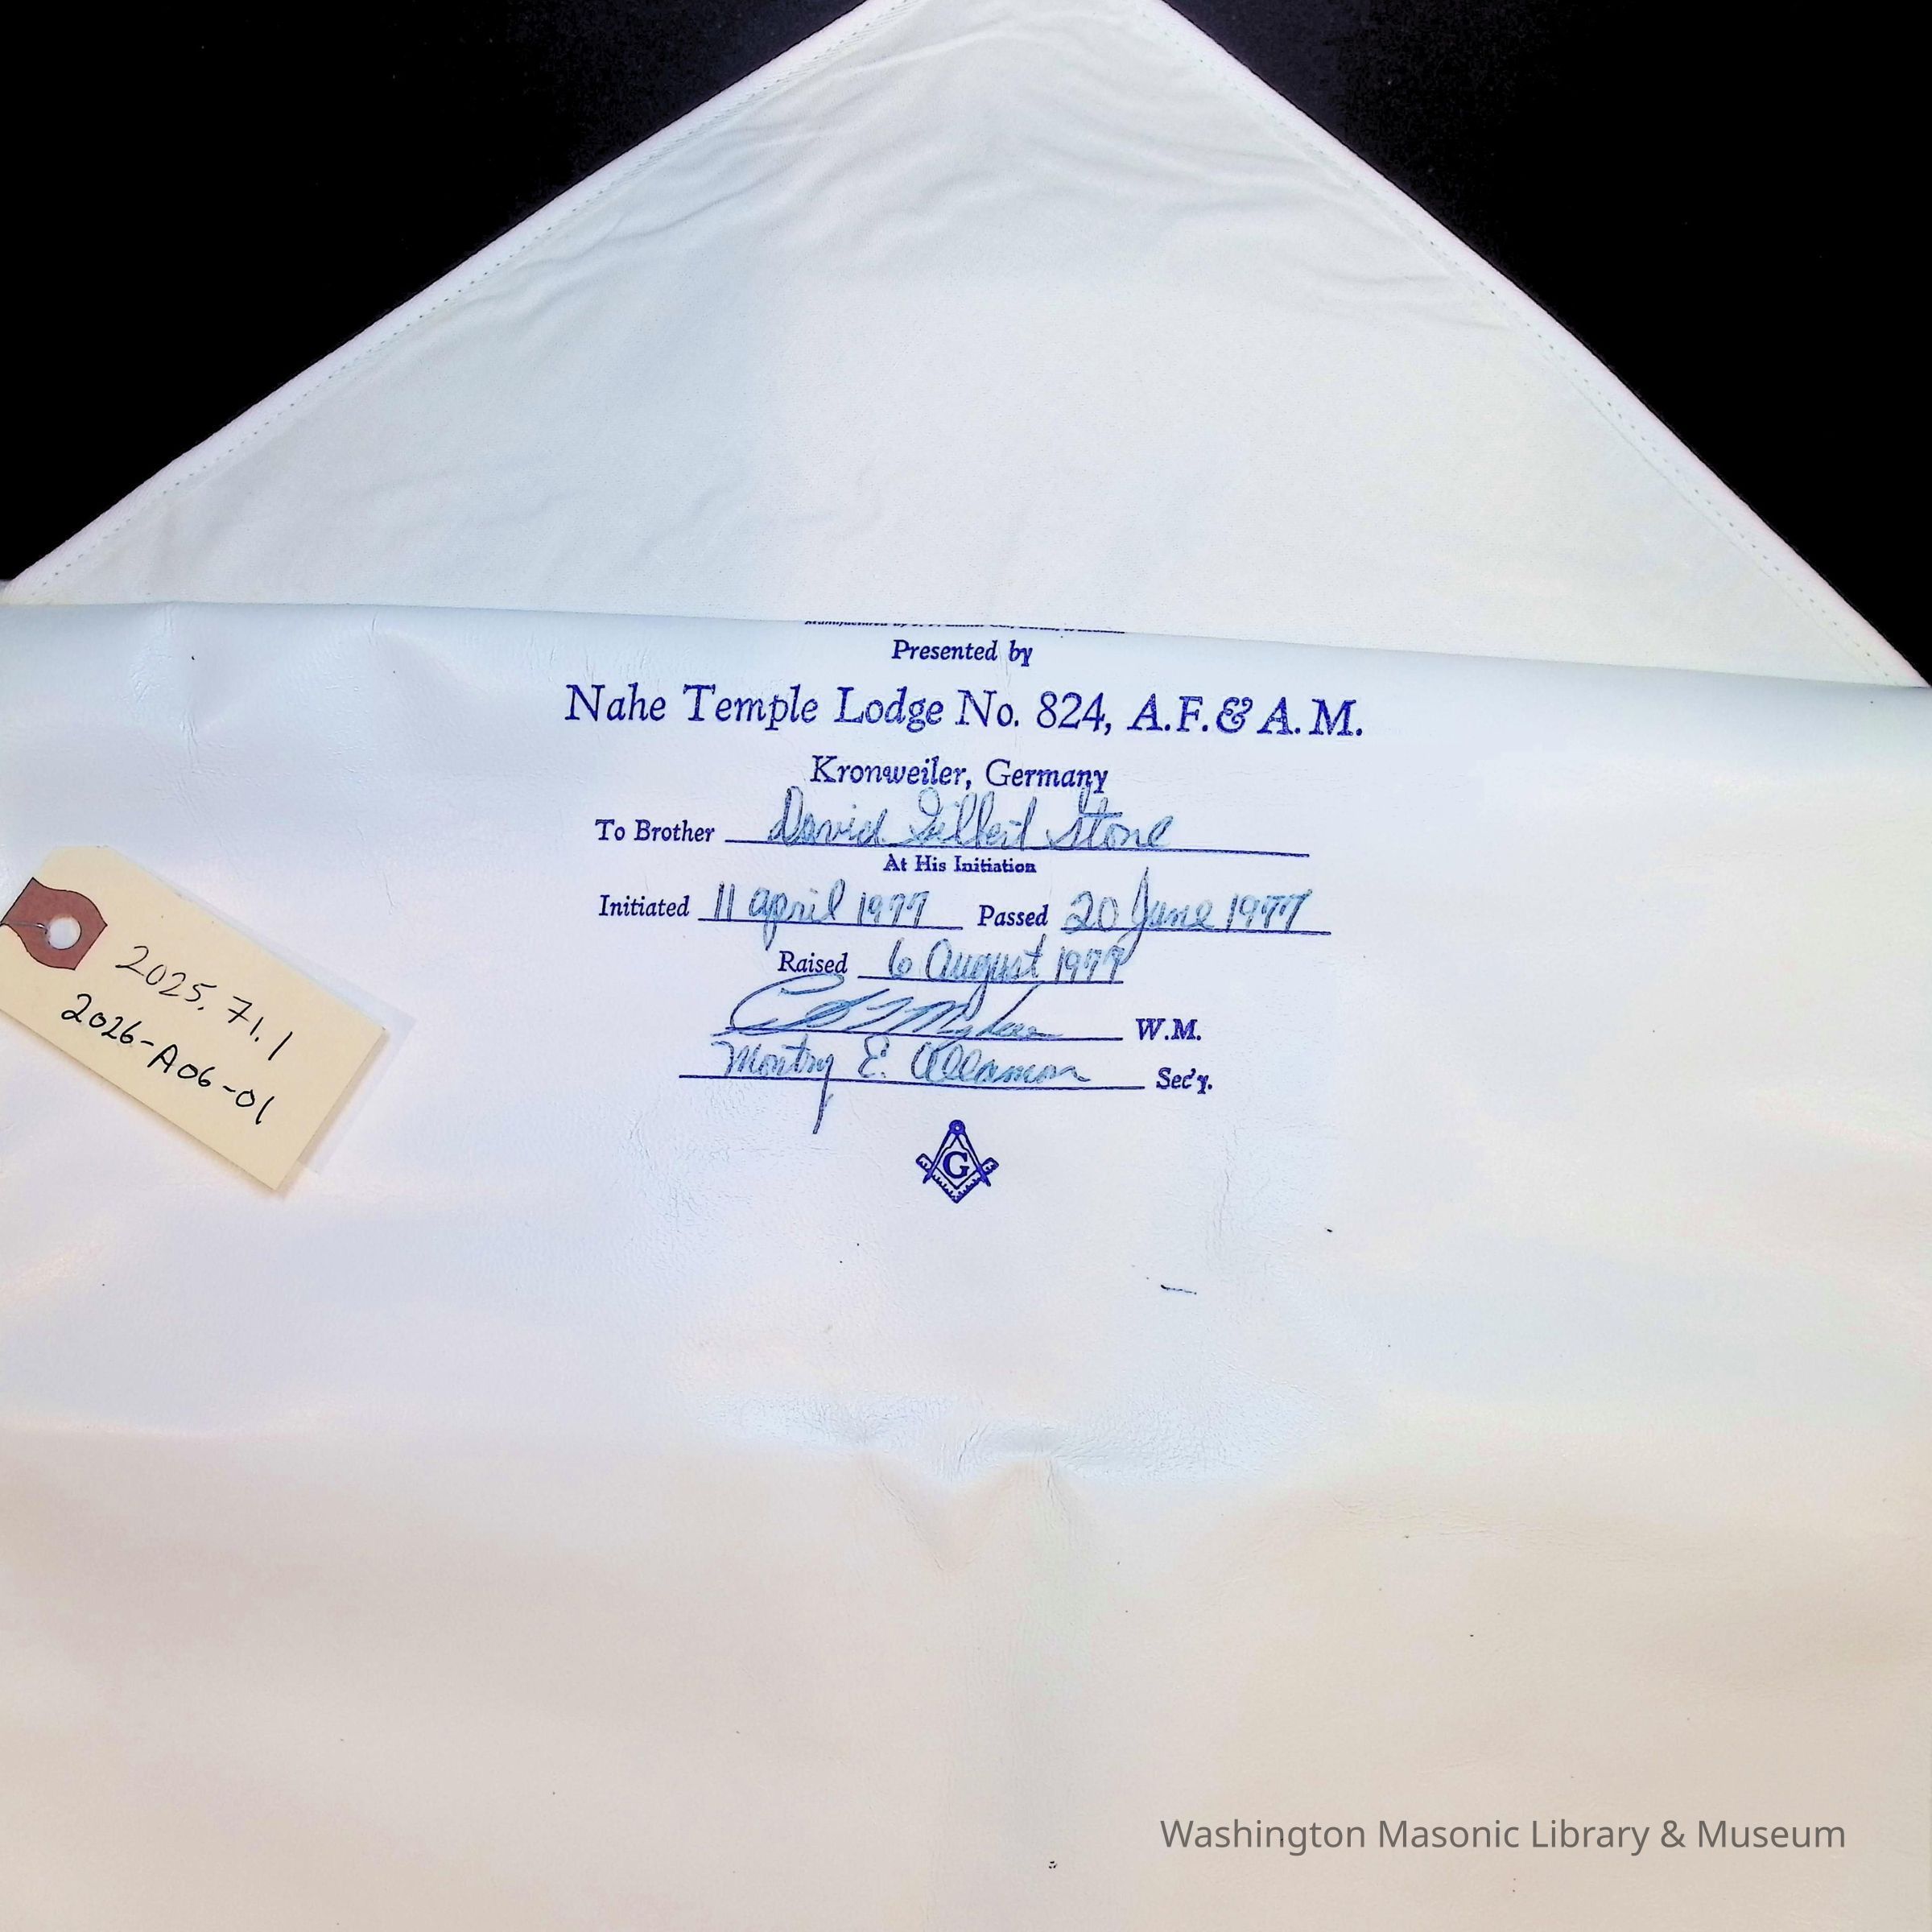 Presented by
Nahe Temple Lodge No. 824, A.F. & A.M.
Kronweiler, Germany
To Brother David Gilbert Stone
At His Initiation
Initiated 11 april 1977 Passed 20 June 1977
Raised 6 August 1977
W.M.
E. Sec'y.
G
2025.71.1
2026-A06-01
Washington Masonic Library & Museum